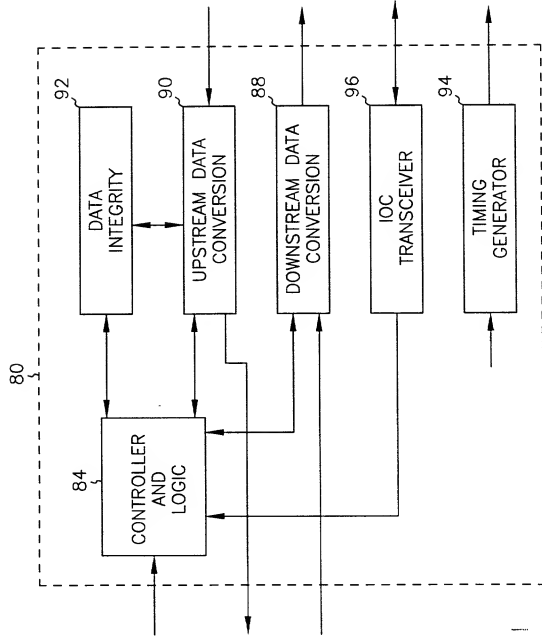 80
92
DATA
INTEGRITY
90
UPSTREAM DATA
CONVERSION
88
DOWNSTREAM DATA
CONVERSION
96
IOC
TRANSCEIVER
94
TIMING
GENERATOR
84
CONTROLLER
AND
LOGIC